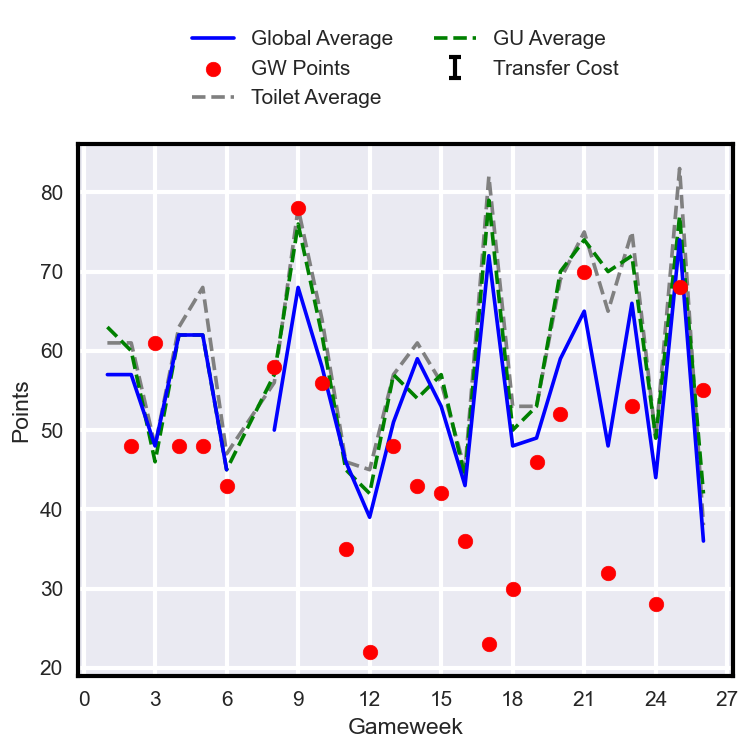 Global Average GU Average
GW Points Transfer Cost
Toilet Average
80
70
60
50
40
30
20
Points
0 3 6 9 12 15 18 21 24 27
Gameweek